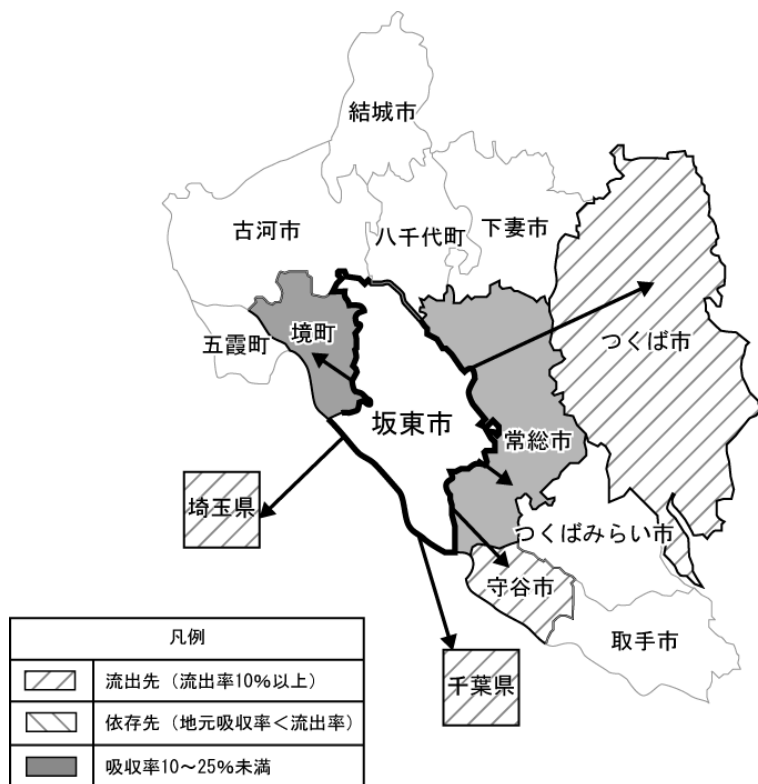 結城市
古河市
八千代町
下妻市
五霞町
境町
つくば市
坂東市
常総市
埼玉県
つくばみらい市
守谷市
取手市
千葉県
凡例
流出先（流出率10％以上）
依存先（地元吸収率＜流出率）
吸収率10～25％未満